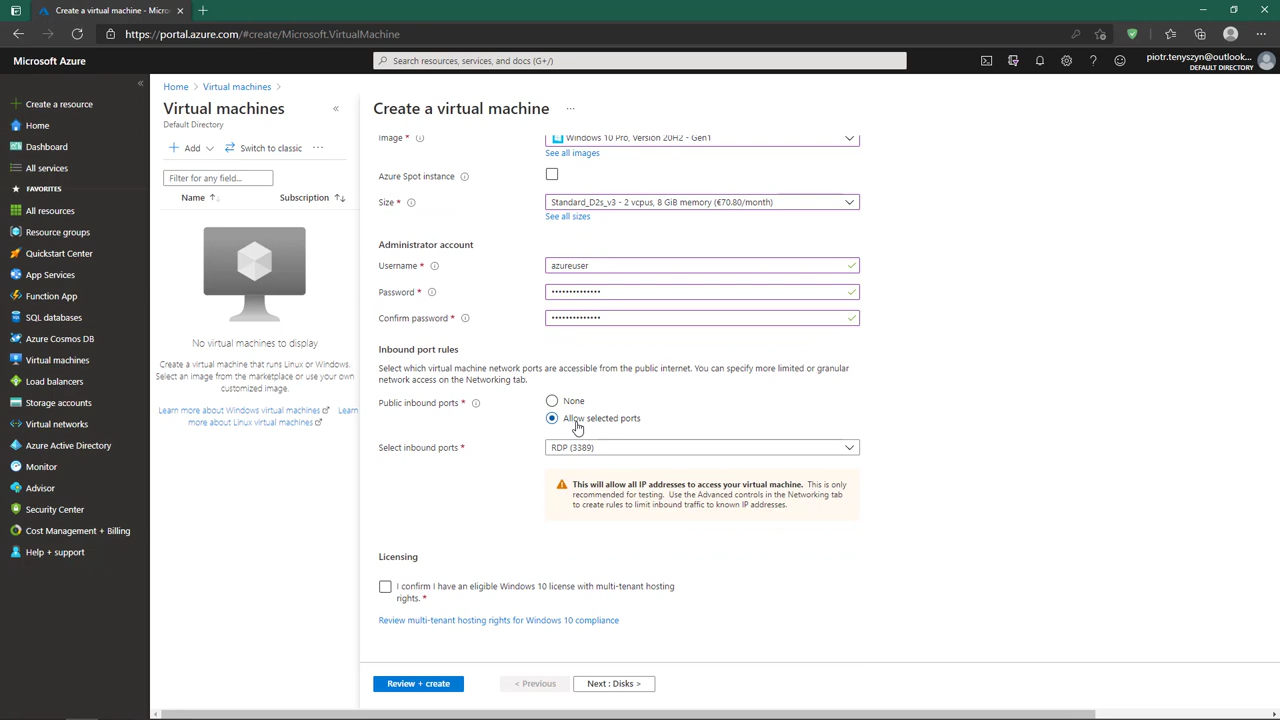 Create a virtual machine - Micros
https://portal.azure.com/#create/Microsoft.VirtualMachine
Microsoft Azure
Search resources, services, and docs (G+/)
piotr.tenyszyn@outlook...
DEFAULT DIRECTORY
Create a resource
Home
Dashboard
All services
FAVORITES
All resources
Resource groups
Quickstart Center
App Services
Function App
SQL databases
Azure Cosmos DB
Virtual machines
Load balancers
Storage accounts
Virtual networks
Azure Active Directory
Monitor
Advisor
Security Center
Cost Management + Billing
Help + support
Home > Virtual machines >
Virtual machines
Default Directory
Add
Switch to classic
Filter for any field...
Name
Subscription
No virtual machines to display
Create a virtual machine that runs Linux or Windows.
Select an image from the marketplace or use your own
customized image.
Learn more about Windows virtual machines Learn
more about Linux virtual machines
Create a virtual machine
Image *
Windows 10 Pro, Version 20H2 - Gen1
See all images
Azure Spot instance
Size *
Standard_D2s_v3 - 2 vcpus, 8 GiB memory (€70.80/month)
See all sizes
Administrator account
Username *
azureuser
Password *
••••••••••••••
Confirm password *
••••••••••••••
Inbound port rules
Select which virtual machine network ports are accessible from the public internet. You can specify more limited or granular
network access on the Networking tab.
Public inbound ports *
None
Allow selected ports
Select inbound ports *
RDP (3389)
This will allow all IP addresses to access your virtual machine. This is only
recommended for testing. Use the Advanced controls in the Networking tab
to create rules to limit inbound traffic to known IP addresses.
Licensing
I confirm I have an eligible Windows 10 license with multi-tenant hosting
rights. *
Review multi-tenant hosting rights for Windows 10 compliance
Review + create
< Previous
Next : Disks >